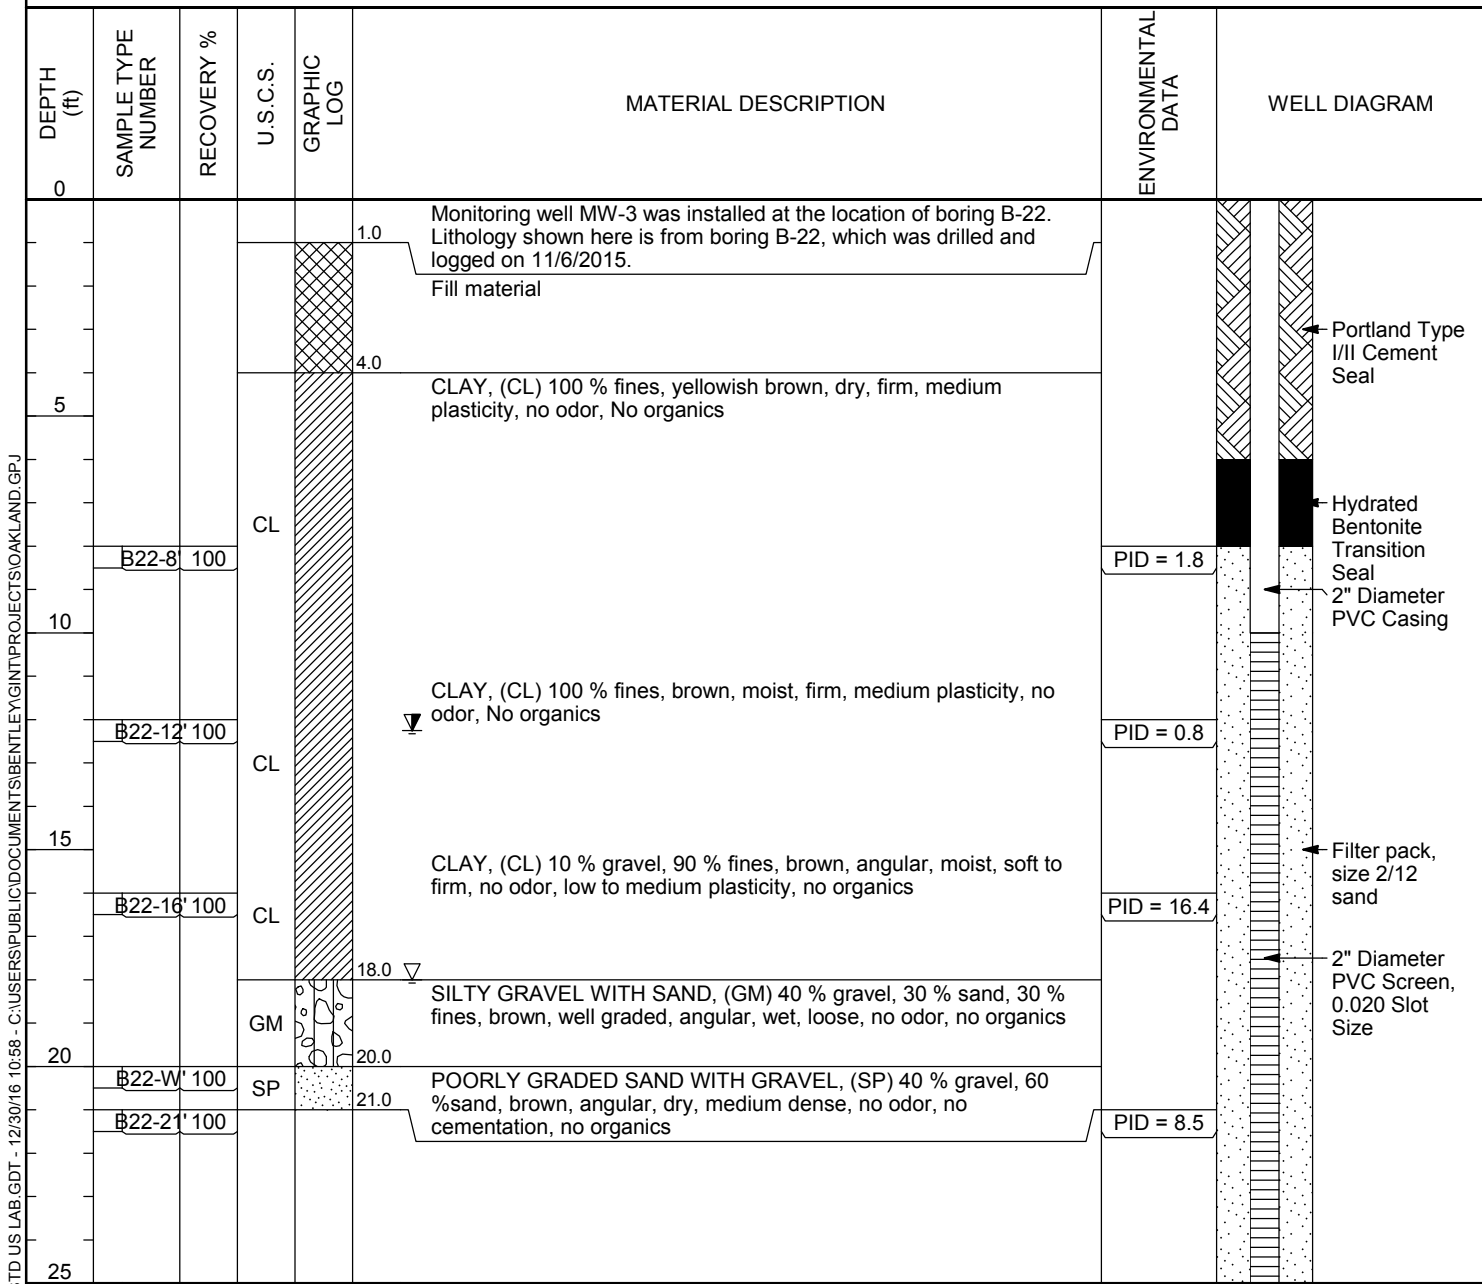 DEPTH
(ft)
SAMPLE TYPE
NUMBER
RECOVERY %
U.S.C.S.
GRAPHIC
LOG
MATERIAL DESCRIPTION
ENVIRONMENTAL
DATA
WELL DIAGRAM
0
1.0
Monitoring well MW-3 was installed at the location of boring B-22.
Lithology shown here is from boring B-22, which was drilled and
logged on 11/6/2015.
Fill material
Portland Type
I/II Cement
Seal
4.0
CLAY, (CL) 100 % fines, yellowish brown, dry, firm, medium
plasticity, no odor, No organics
5
CL
Hydrated
Bentonite
Transition
Seal
B22-8' 100
PID = 1.8
2" Diameter
PVC Casing
10
CLAY, (CL) 100 % fines, brown, moist, firm, medium plasticity, no
odor, No organics
B22-12' 100
PID = 0.8
CL
15
CLAY, (CL) 10 % gravel, 90 % fines, brown, angular, moist, soft to
firm, no odor, low to medium plasticity, no organics
Filter pack,
size 2/12
sand
B22-16' 100
CL
PID = 16.4
18.0
2" Diameter
PVC Screen,
0.020 Slot
Size
SILTY GRAVEL WITH SAND, (GM) 40 % gravel, 30 % sand, 30 %
fines, brown, well graded, angular, wet, loose, no odor, no organics
GM
20
20.0
B22-W' 100
SP
POORLY GRADED SAND WITH GRAVEL, (SP) 40 % gravel, 60
%sand, brown, angular, dry, medium dense, no odor, no
cementation, no organics
21.0
B22-21' 100
PID = 8.5
25
STD US LAB.GDT - 12/30/16 10:58 - C:\USERS\PUBLIC\DOCUMENTS\BENTLEY\GINT\PROJECTS\OAKLAND.GPJ